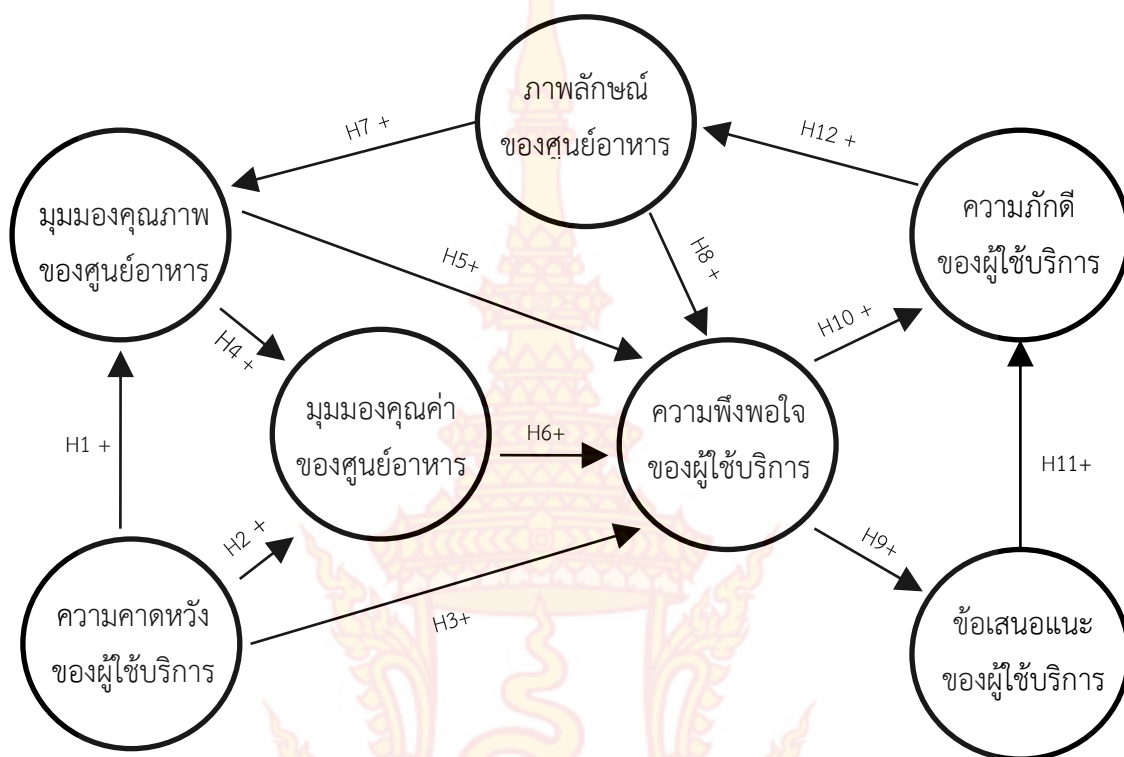 ภาพลักษณ์
ของศูนย์อาหาร
H7 +
H12 +
มุมมองคุณภาพ
ของศูนย์อาหาร
ความภักดี
ของผู้ใช้บริการ
H5+
H8 +
H4 +
H10 +
มุมมองคุณค่า
ของศูนย์อาหาร
H6+
ความพึงพอใจ
ของผู้ใช้บริการ
H1 +
H11+
H2 +
H9+
H3+
ความคาดหวัง
ของผู้ใช้บริการ
ข้อเสนอแนะ
ของผู้ใช้บริการ